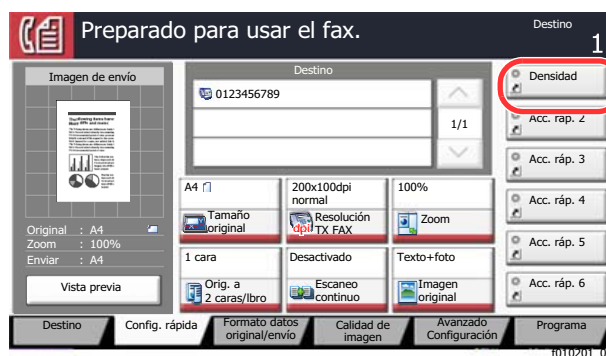 Preparado para usar el fax.
Destino
1
Imagen de envío
Original : A4
Zoom : 100%
Enviar : A4
Vista previa
Destino
0123456789
1/1
A4
Tamaño
original
200x100dpi
normal
dpi
Resolución
TX FAX
100%
Zoom
1 cara
Orig. a
2 caras/lbro
Desactivado
Escaneo
continuo
Texto+foto
Imagen
original
Densidad
Acc. ráp. 2
Acc. ráp. 3
Acc. ráp. 4
Acc. ráp. 5
Acc. ráp. 6
Destino
Config. rápida
Formato datos
original/envío
Calidad de
imagen
Avanzado
Configuración
Programa